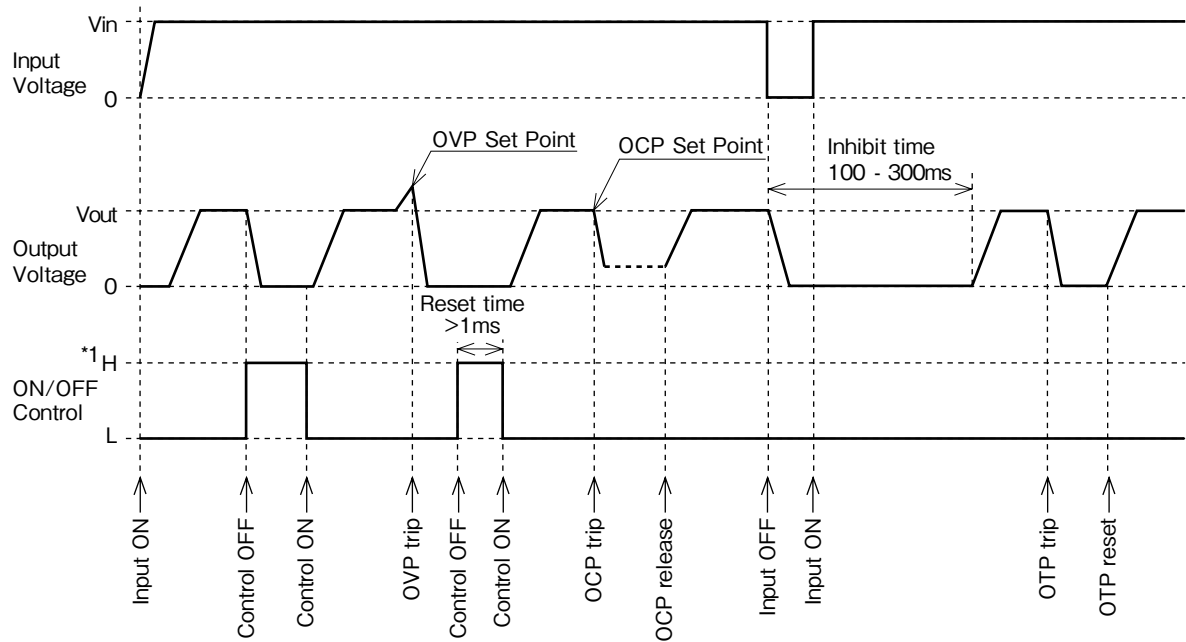 Vin
Input
Voltage
0
OVP Set Point
OCP Set Point
Inhibit time
100 - 300ms
Vout
Output
Voltage
0
Reset time
>1ms
*1 H
ON/OFF
Control
L
Input ON
Control OFF
Control ON
OVP trip
Control OFF
Control ON
OCP trip
OCP release
Input OFF
Input ON
OTP trip
OTP reset